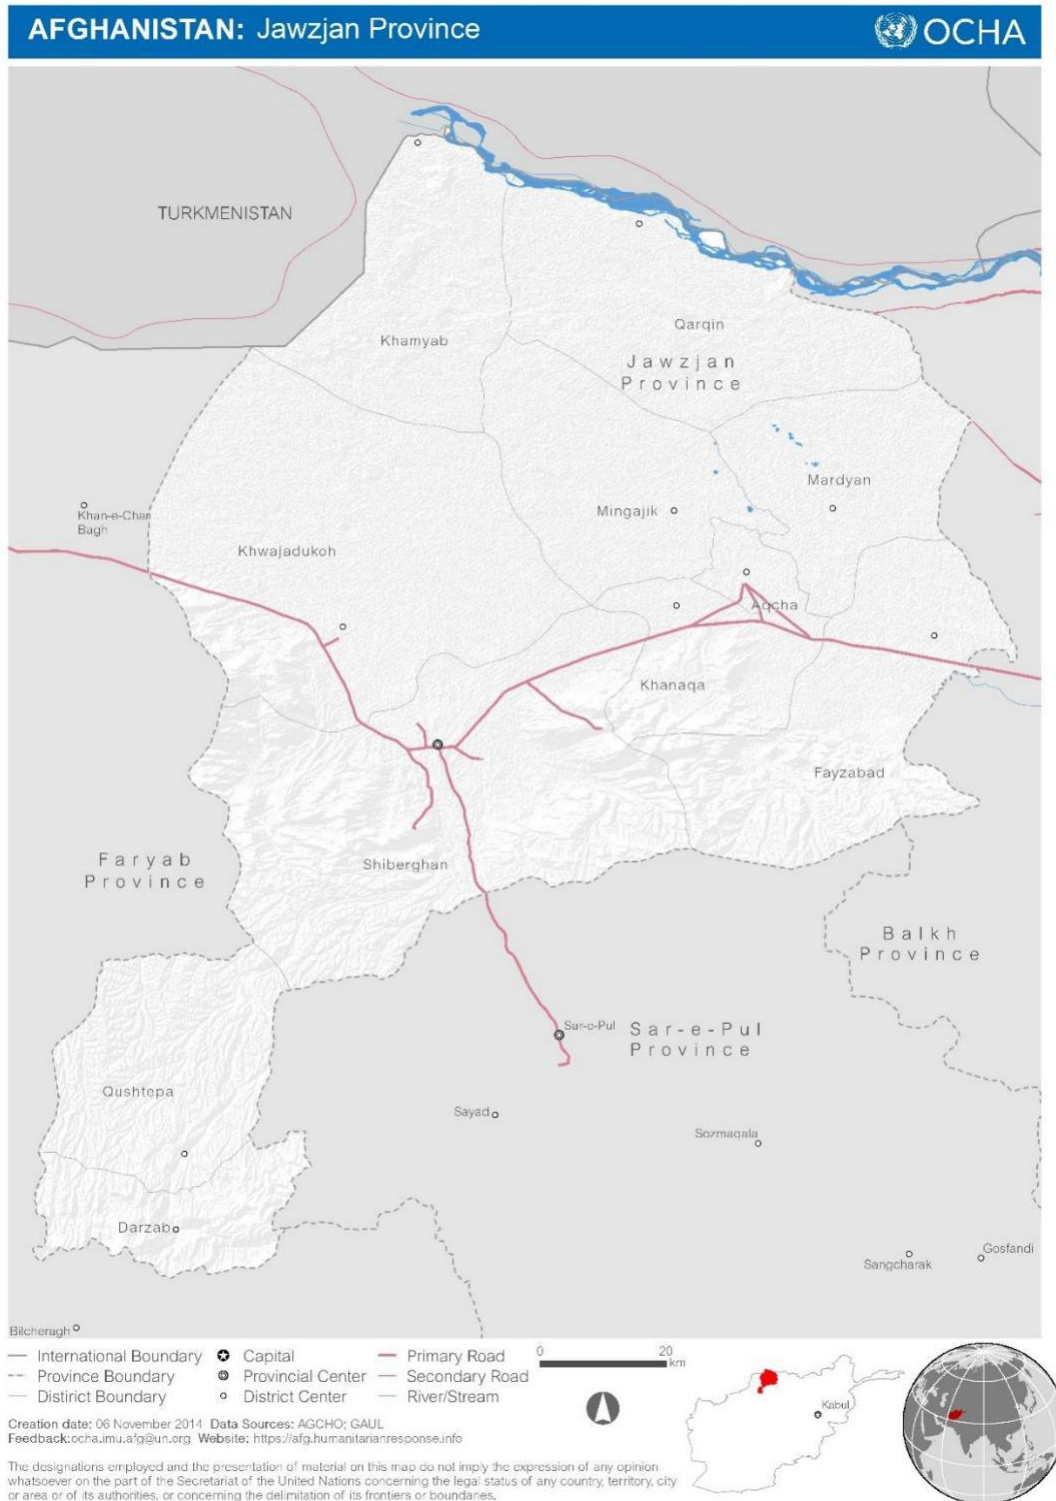 AFGHANISTAN: Jawzjan Province
OCHA
TURKMENISTAN
Khamyab
Qarqin
Jawzjan
Province
Mardyan
Khan-e-Char
Bagh
Mingajik
Khwajadukoh
Aqcha
Khanaqa
Fayzabad
Shiberghan
Faryab
Province
Balkh
Province
Sar-e-Pul
Sar-e-Pul
Province
Qushtepa
Sayad
Sozmaqala
Darzab
Gosfandi
Sangcharak
Bilcheragh
International Boundary
Capital
Primary Road
Province Boundary
Provincial Center
Secondary Road
District Boundary
District Center
River/Stream
0 20
km
Kabul
Creation date: 06 November 2014 Data Sources: AGCHO; GAUL
Feedback:ocha.imu.afg@un.org Website: https://afg.humanitarianresponse.info
The designations employed and the presentation of material on this map do not imply the expression of any opinion
whatsoever on the part of the Secretariat of the United Nations concerning the legal status of any country, territory, city
or area or of its authorities, or concerning the delimitation of its frontiers or boundaries.